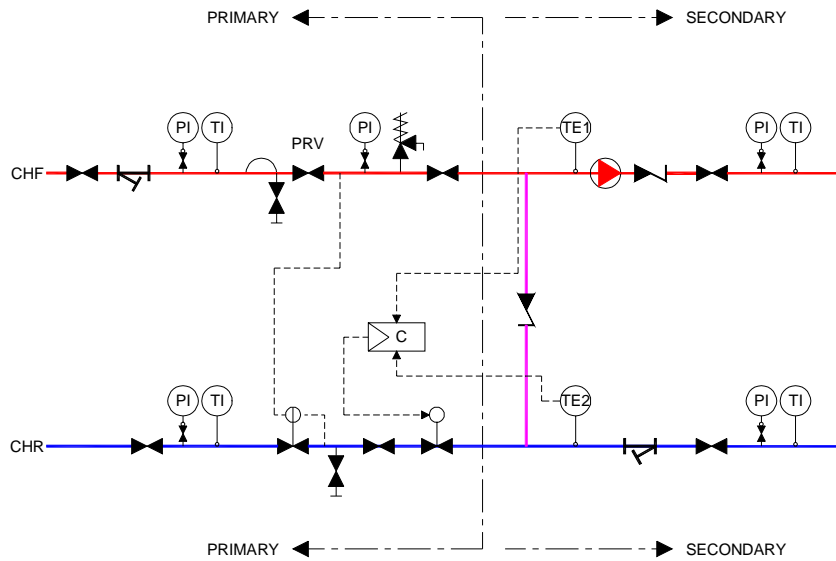 PRIMARY SECONDARY
PI TI PRV PI TE1 PI TI
CHF
C
PI TI TE2 PI TI
CHR
PRIMARY SECONDARY